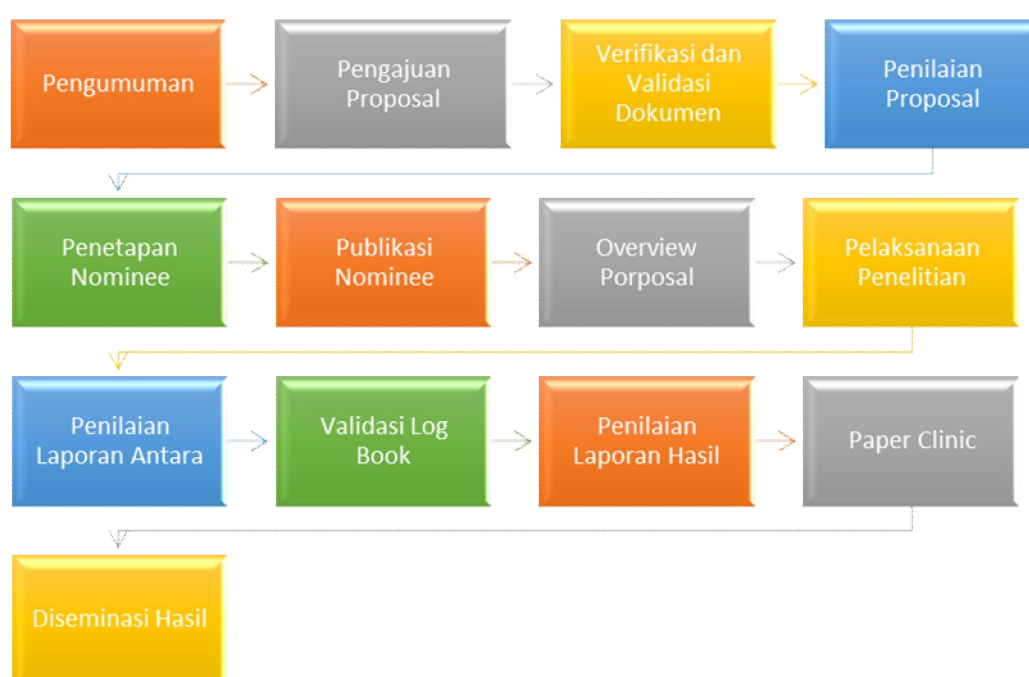 Pengumuman
Pengajuan
Proposal
Verifikasi dan
Validasi
Dokumen
Penilaian
Proposal
Penetapan
Nominee
Publikasi
Nominee
Overview
Porposal
Pelaksanaan
Penelitian
Penilaian
Laporan Antara
Validasi Log
Book
Penilaian
Laporan Hasil
Paper Clinic
Diseminasi Hasil